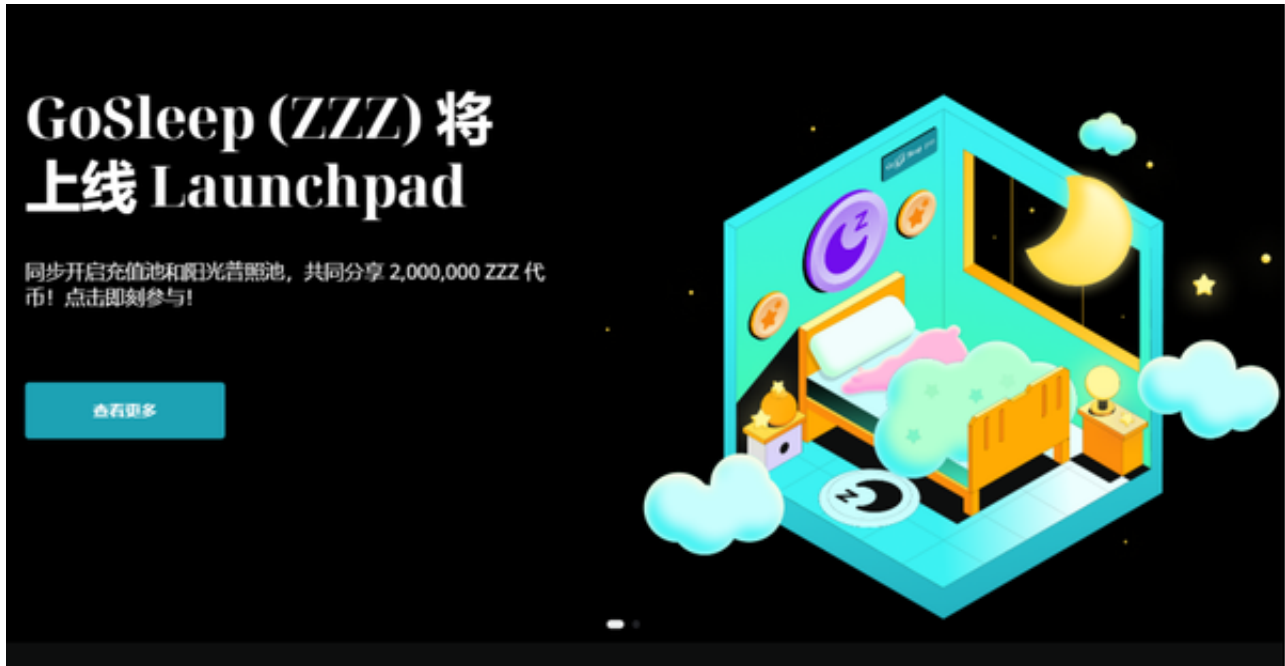 GoSleep (ZZZ) 将
上线 Launchpad
同步开启充值池和阳光普照池，共同分享 2,000,000 ZZZ 代
币！点击即刻参与！
查看更多
Z
Z